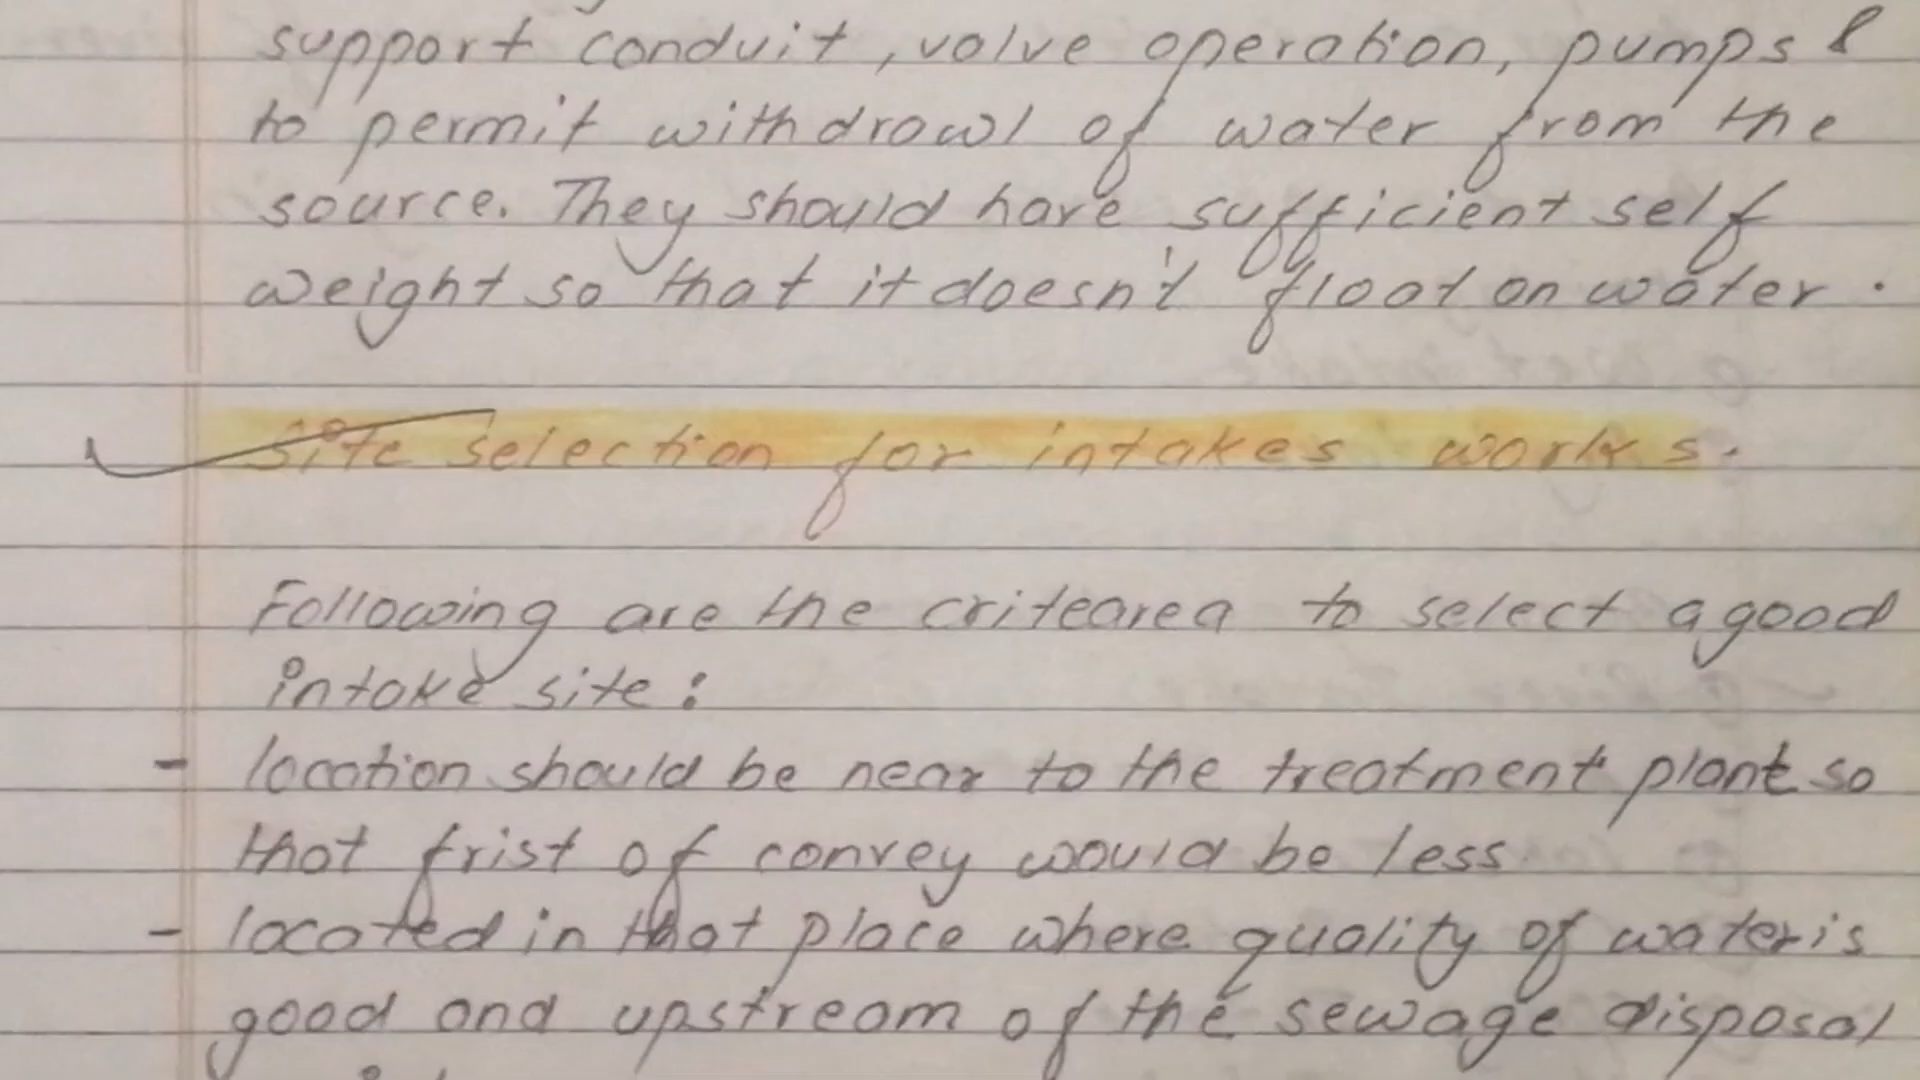 support conduit, valve operation, pumps &
to permit withdrawl of water from the
source. They should have sufficient self
weight so that it doesn't float on water.
Site selection for intakes works.
Following are the critearea to select a good
intake site:
- location should be near to the treatment plant so
that frist of convey would be less
- located in that place where quality of water is
good and upstream of the sewage disposal